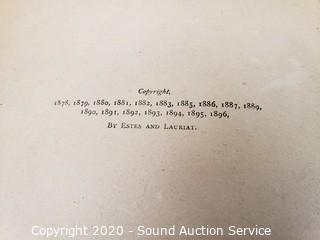 Copyright,
1878, 1879, 1880, 1881, 1882, 1883, 1885, 1886, 1887, 1889,
1890, 1891, 1892, 1893, 1894, 1895, 1896,
By Estes and Lauriat.
Copyright 2020 - Sound Auction Service